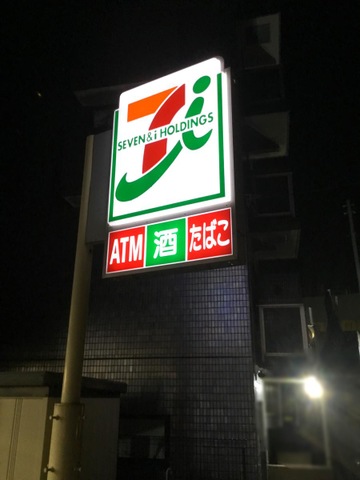 7i
SEVEN&i HOLDINGS
ATM 酒 たばこ